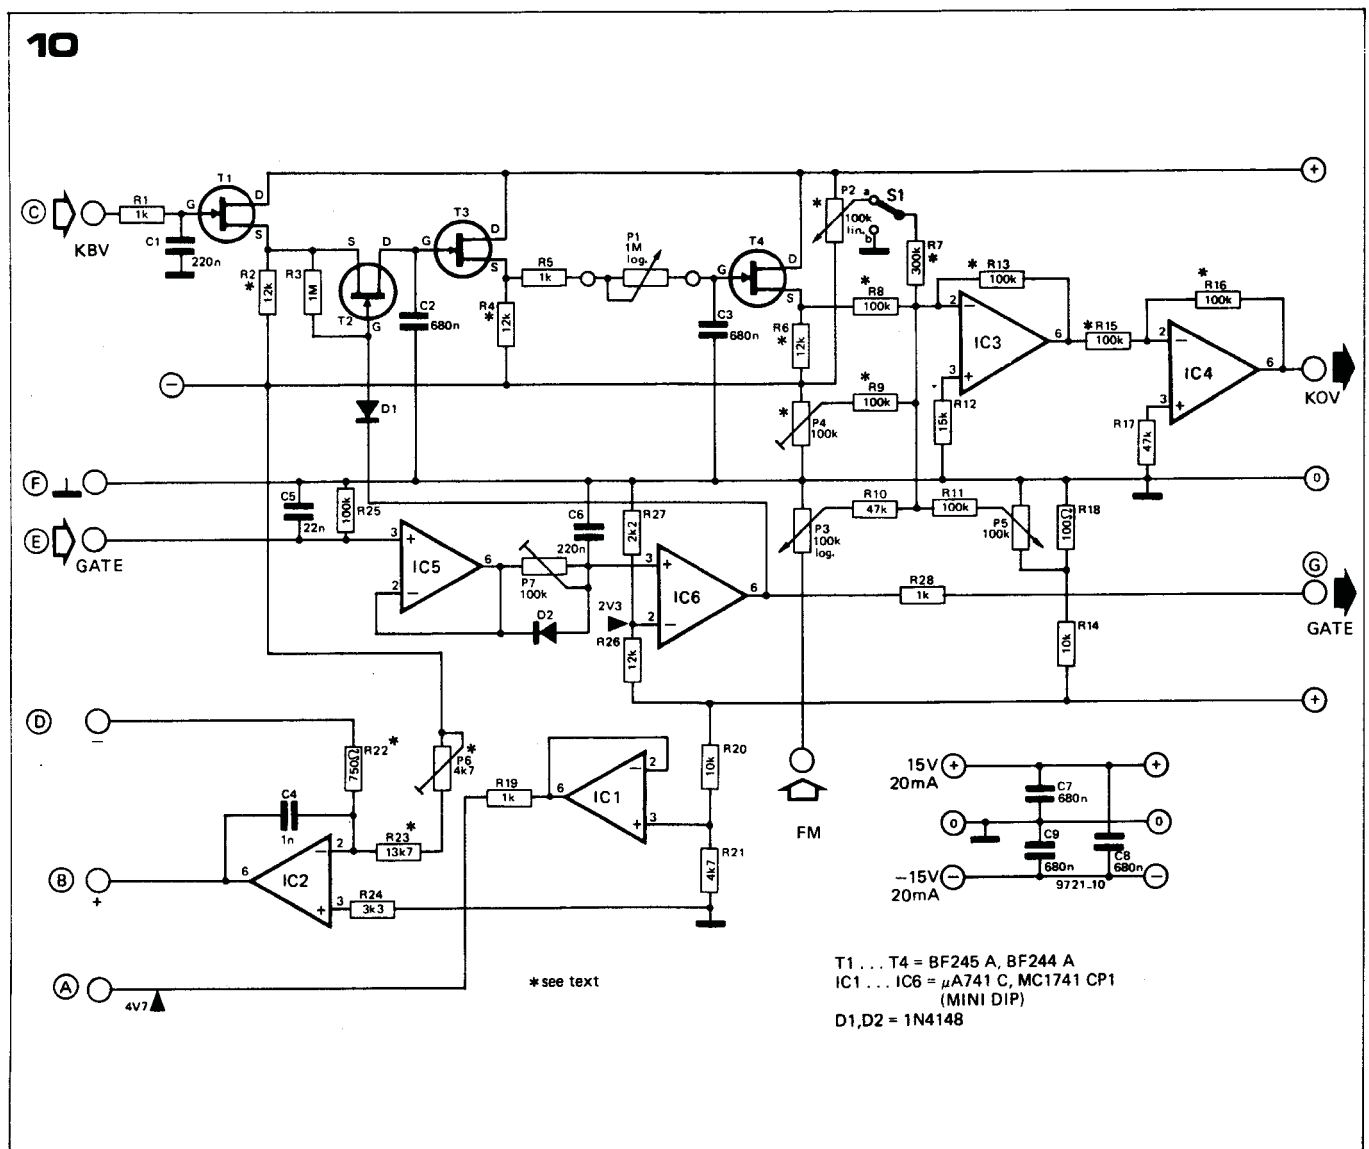 10
C
KBV
R1
1k
C1
220n
T1
G
D
S
R2
*
12k
R3
1M
S
D
T2
G
C2
680n
T3
G
D
S
R4
*
12k
R5
1k
P1
1M
log.
C3
680n
T4
G
D
S
R6
*
12k
*
P2
100k
lin.
a
S1
b
R7
*
300k
*
R8
100k
*
R13
100k
2
−
IC3
6
3
+
R12
15k
*
R15
100k
*
R16
100k
2
−
IC4
6
3
+
R17
47k
KOV
+
−
D1
*
P4
100k
*
R9
100k
F
⊥
0
C5
22n
100k
R25
E
GATE
3
+
IC5
6
2
−
P7
100k
D2
C6
220n
R27
2k2
2V3
R26
12k
3
+
IC6
6
2
−
P3
100k
log.
R10
47k
R11
100k
P5
100k
R18
100Ω
R28
1k
G
GATE
R14
10k
+
D
−
R22
*
750Ω
P6
*
4k7
C4
1n
R23
*
13k7
2
−
IC2
6
3
+
R24
3k3
B
+
A
4V7
R19
1k
6
IC1
−
2
+
3
R20
10k
R21
4k7
FM
15V
20mA
+
+
C7
680n
0
0
C9
680n
C8
680n
−15V
20mA
−
−
9721_10
*see text
T1 . . . T4 = BF245 A, BF244 A
IC1 . . . IC6 = μA741 C, MC1741 CP1
(MINI DIP)
D1,D2 = 1N4148